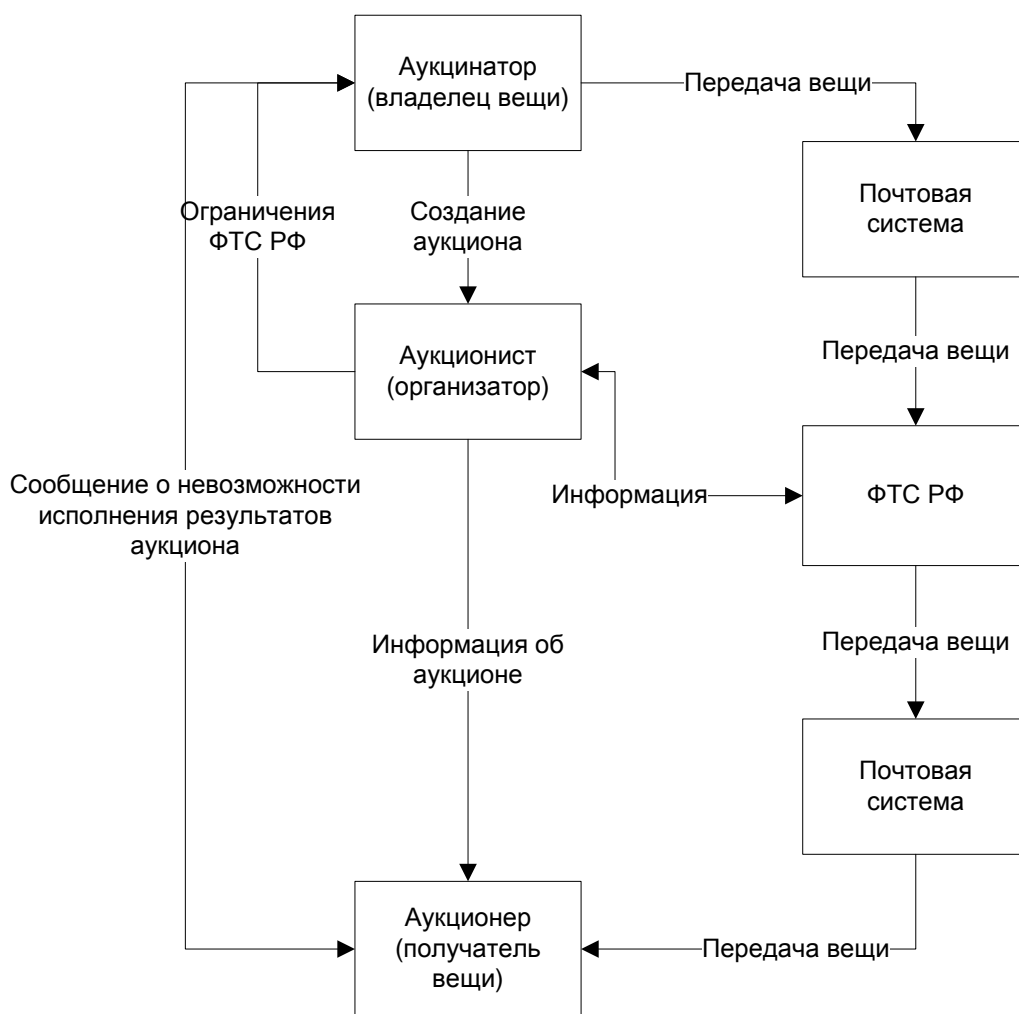 Аукцинатор
(владелец вещи)
Передача вещи
Почтовая
система
Ограничения
ФТС РФ
Создание
аукциона
Аукционист
(организатор)
Передача вещи
Сообщение о невозможности
исполнения результатов
аукциона
Информация
ФТС РФ
Информация об
аукционе
Передача вещи
Почтовая
система
Аукционер
(получатель
вещи)
Передача вещи